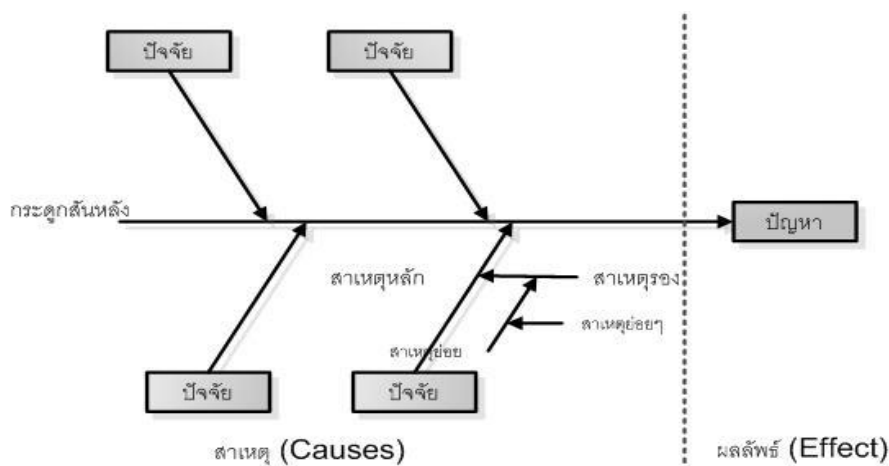 ปัจจัย ปัจจัย
กระดูกสันหลัง
ปัญหา
สาเหตุหลัก สาเหตุรอง
สาเหตุย่อยๆ
สาเหตุย่อย
ปัจจัย ปัจจัย
สาเหตุ (Causes) ผลลัพธ์ (Effect)